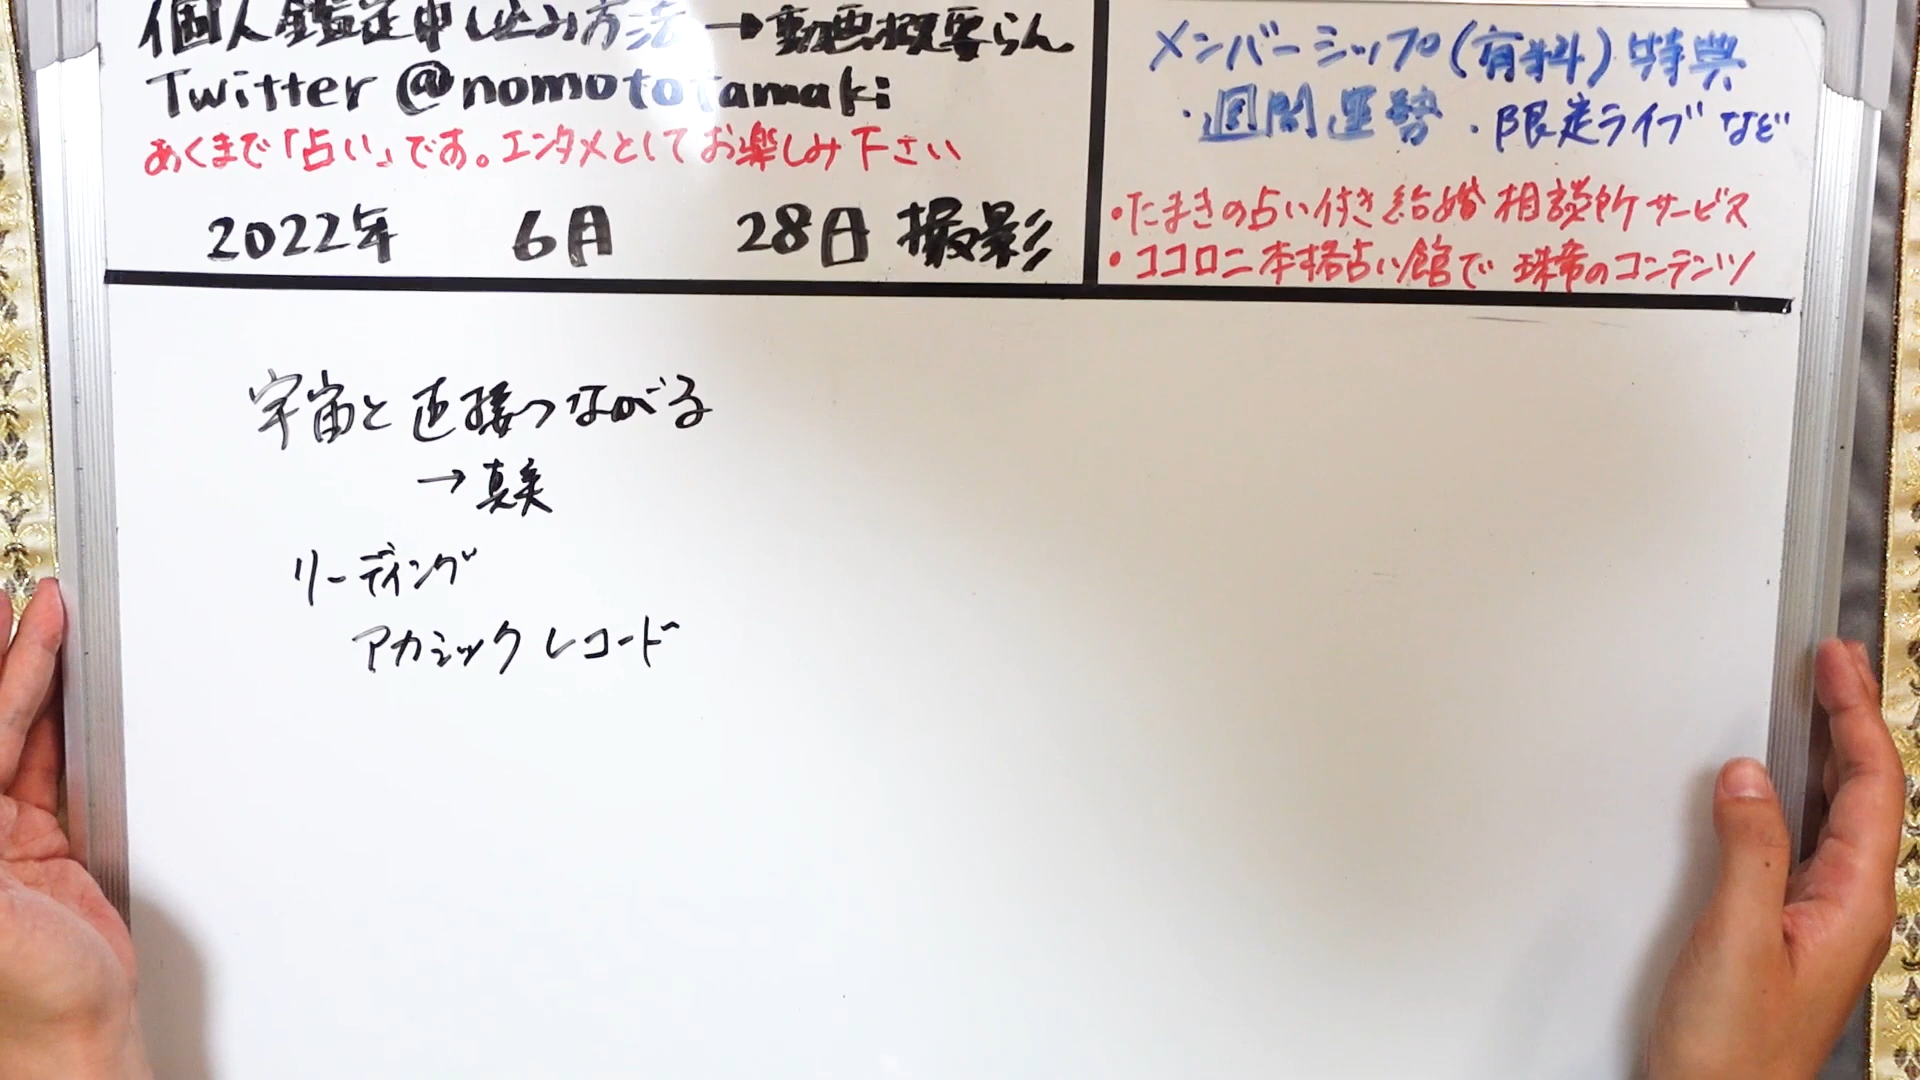 個人鑑定申し込み方法→動画概要らん
Twitter @nomototamaki
あくまで「占い」です。エンタメとしてお楽しみ下さい
2022年 6月 28日 撮影
メンバーシップ(有料)特典
・週間運勢 ・限定ライブなど
・たまきの占い付き結婚相談所サービス
・ココロニ本格占い館で珠希のコンテンツ
宇宙と直接つながる
→真実
リーディング
アカシックレコード